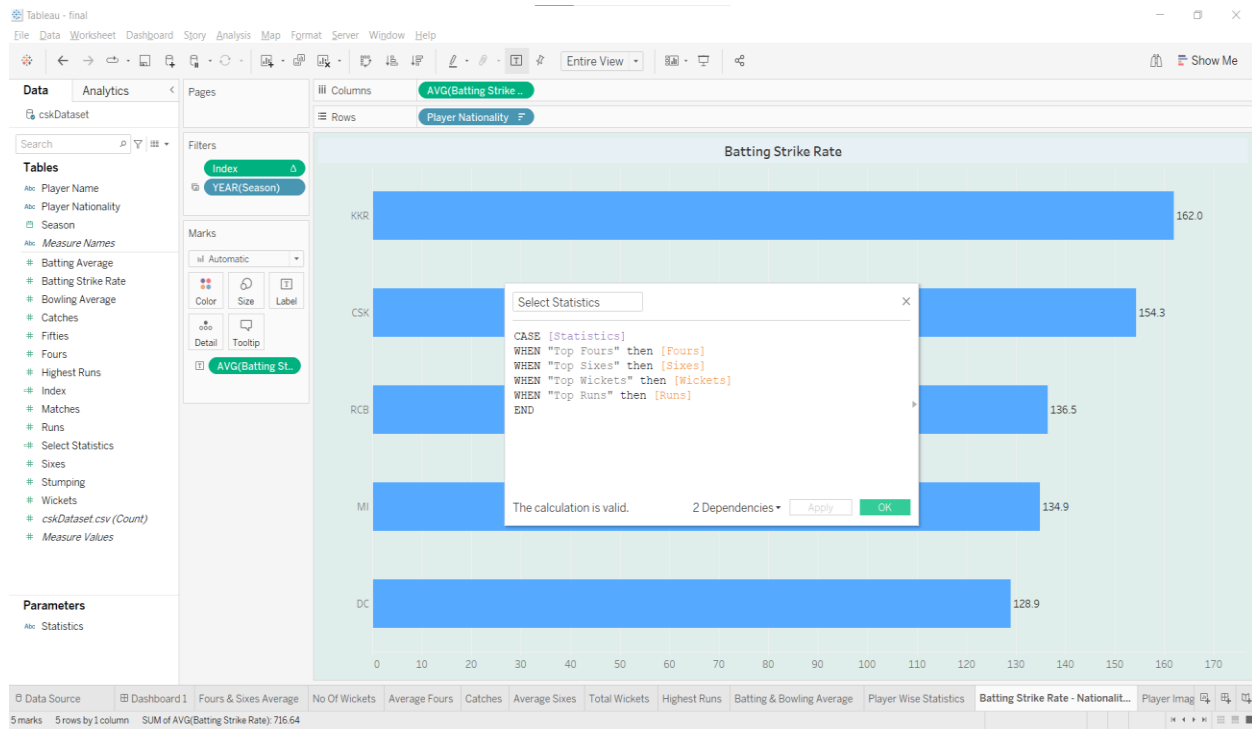 Tableau - final
File Data Worksheet Dashboard Story Analysis Map Format Server Window Help
Entire View
Show Me
Data Analytics
cskDataset
Search
Tables
Abc Player Name
Abc Player Nationality
Season
Abc Measure Names
# Batting Average
# Batting Strike Rate
# Bowling Average
# Catches
# Fifties
# Fours
# Highest Runs
=# Index
# Matches
# Runs
=# Select Statistics
# Sixes
# Stumping
# Wickets
# cskDataset.csv (Count)
# Measure Values
Parameters
Abc Statistics
Pages
Filters
Index
YEAR(Season)
Marks
Automatic
Color Size Label
Detail Tooltip
AVG(Batting St..
Columns AVG(Batting Strike ..
Rows Player Nationality
Batting Strike Rate
KKR 162.0
CSK 154.3
RCB 136.5
MI 134.9
DC 128.9
0 10 20 30 40 50 60 70 80 90 100 110 120 130 140 150 160 170
Select Statistics
CASE [Statistics]
WHEN "Top Fours" then [Fours]
WHEN "Top Sixes" then [Sixes]
WHEN "Top Wickets" then [Wickets]
WHEN "Top Runs" then [Runs]
END
The calculation is valid. 2 Dependencies Apply OK
Data Source Dashboard 1 Fours & Sixes Average No Of Wickets Average Fours Catches Average Sixes Total Wickets Highest Runs Batting & Bowling Average Player Wise Statistics Batting Strike Rate - Nationalit... Player Imag
5 marks 5 rows by 1 column SUM of AVG(Batting Strike Rate): 716.64